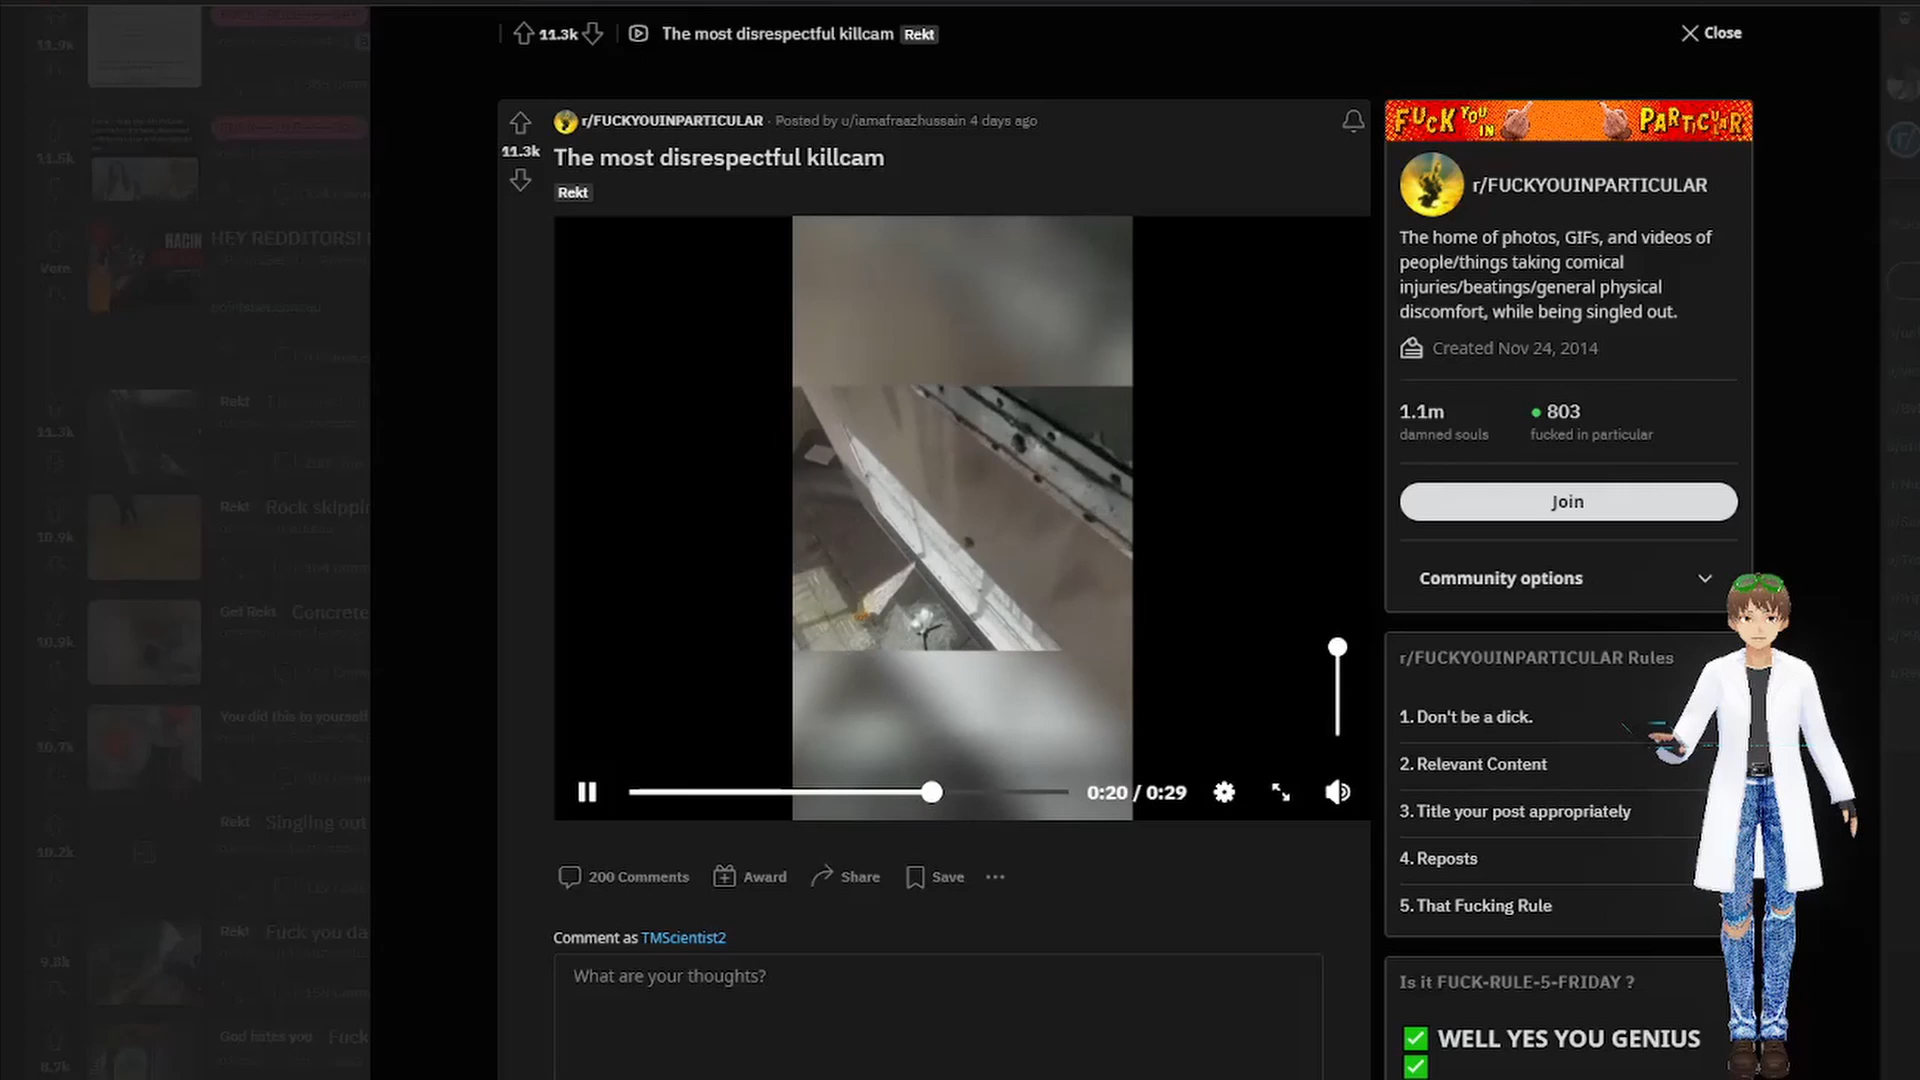 11.3k
The most disrespectful killcam Rekt
Close
r/FUCKYOUINPARTICULAR · Posted by u/iamafraazhussain 4 days ago
11.3k
The most disrespectful killcam
Rekt
0:20 / 0:29
200 Comments Award Share Save
Comment as TMScientist2
What are your thoughts?
FUCK YOU IN PARTICULAR
r/FUCKYOUINPARTICULAR
The home of photos, GIFs, and videos of
people/things taking comical
injuries/beatings/general physical
discomfort, while being singled out.
Created Nov 24, 2014
1.1m 803
damned souls fucked in particular
Join
Community options
r/FUCKYOUINPARTICULAR Rules
1. Don't be a dick.
2. Relevant Content
3. Title your post appropriately
4. Reposts
5. That Fucking Rule
Is it FUCK-RULE-5-FRIDAY ?
WELL YES YOU GENIUS
11.9k
11.5k
HEY REDDITORS!
Vote
11.3k
Rekt
10.9k
Rekt Rock skippin
10.9k
Get Rekt Concrete
10.7k
You did this to yourself
10.2k
Rekt Singling out
9.8k
Rekt Fuck you da
8.7k
God hates you Fuck